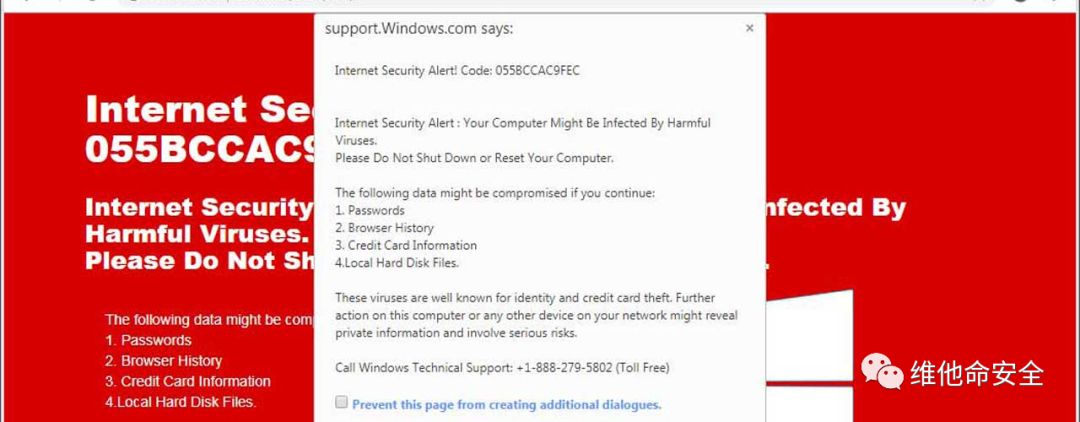 support.Windows.com says:
Internet Security Alert! Code: 055BCCAC9FEC
Internet Security Alert : Your Computer Might Be Infected By Harmful
Viruses.
Please Do Not Shut Down or Reset Your Computer.
The following data might be compromised if you continue:
1. Passwords
2. Browser History
3. Credit Card Information
4.Local Hard Disk Files.
These viruses are well known for identity and credit card theft. Further
action on this computer or any other device on your network might reveal
private information and involve serious risks.
Call Windows Technical Support: +1-888-279-5802 (Toll Free)
Prevent this page from creating additional dialogues.
Internet Se
055BCCAC9
Internet Security nfected By
Harmful Viruses.
Please Do Not Sh
The following data might be com
1. Passwords
2. Browser History
3. Credit Card Information
4.Local Hard Disk Files.
维他命安全